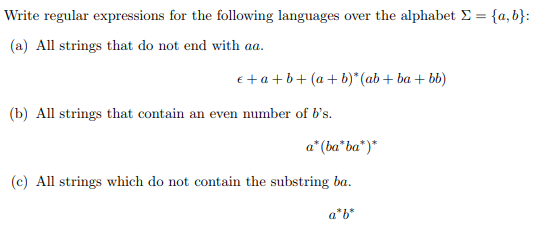 Write regular expressions for the following languages over the alphabet Σ = {a, b}:
(a) All strings that do not end with aa.
ϵ + a + b + (a + b)*(ab + ba + bb)
(b) All strings that contain an even number of b's.
a*(ba*ba*)*
(c) All strings which do not contain the substring ba.
a*b*